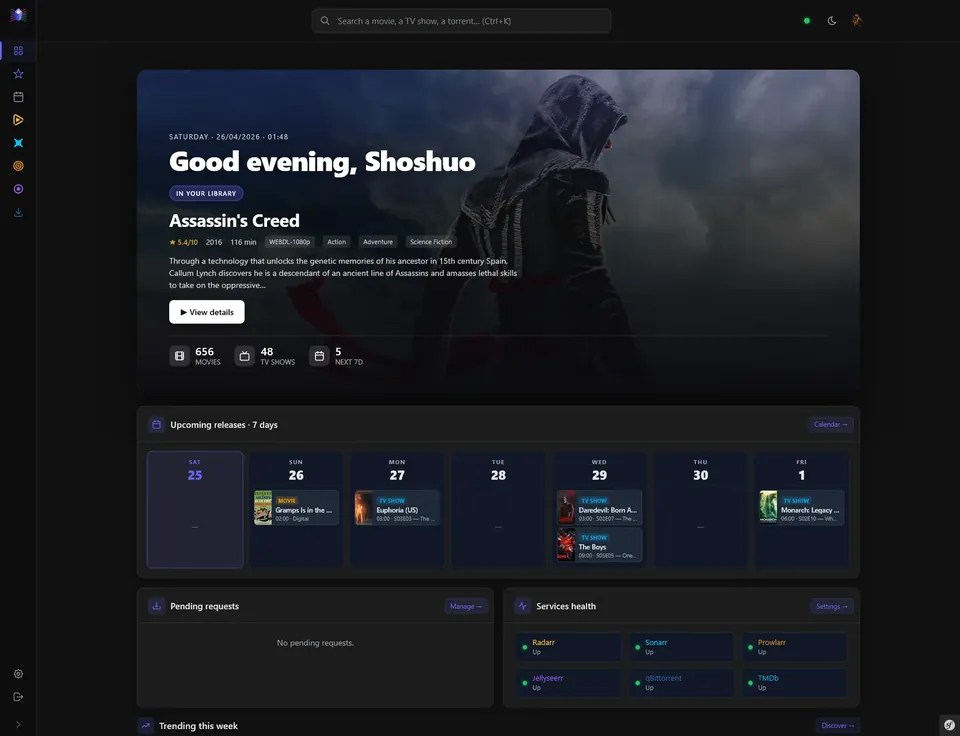 Search a movie, a TV show, a torrent... (Ctrl+K)
SATURDAY · 26/04/2026 · 01:48
Good evening, Shoshuo
IN YOUR LIBRARY
Assassin's Creed
★ 5.4/10 2016 116 min WEBDL-1080p Action Adventure Science Fiction
Through a technology that unlocks the genetic memories of his ancestor in 15th century Spain,
Callum Lynch discovers he is a descendant of an ancient line of Assassins and amasses lethal skills
to take on the oppressive...
▶ View details
656
MOVIES
48
TV SHOWS
5
NEXT 7D
Upcoming releases · 7 days
Calendar →
SAT
25
—
SUN
26
MOVIE
Gramps Is in the ...
02:00 · Digital
MON
27
TV SHOW
Euphoria (US)
03:00 · S03E03 — The ...
TUE
28
—
WED
29
TV SHOW
Daredevil: Born A...
03:00 · S02E07 — The ...
TV SHOW
The Boys
09:00 · S05E05 — One...
THU
30
—
FRI
1
TV SHOW
Monarch: Legacy ...
06:00 · S02E10 — Wh...
Pending requests
Manage →
No pending requests.
Services health
Settings →
Radarr
Up
Sonarr
Up
Prowlarr
Up
Jellyseerr
Up
qBittorrent
Up
TMDb
Up
Trending this week
Discover →